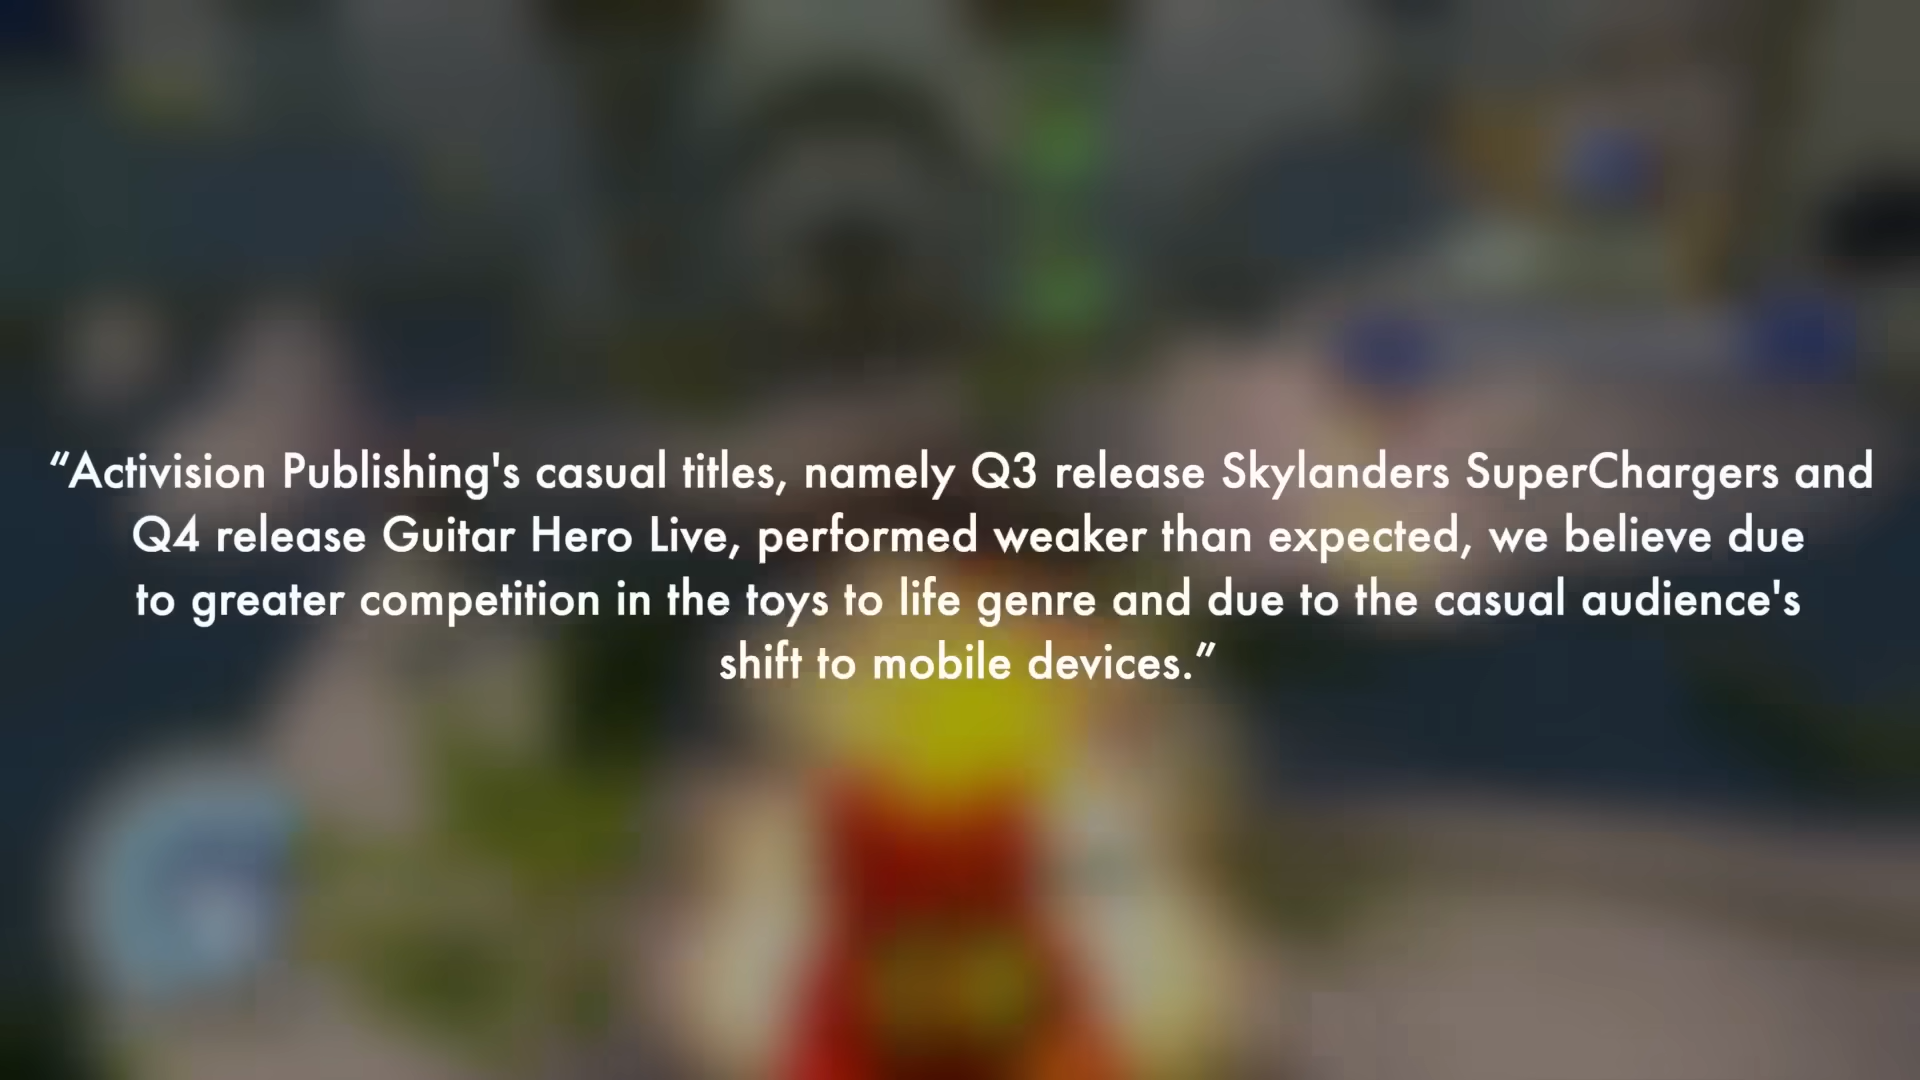 “Activision Publishing's casual titles, namely Q3 release Skylanders SuperChargers and
Q4 release Guitar Hero Live, performed weaker than expected, we believe due
to greater competition in the toys to life genre and due to the casual audience's
shift to mobile devices.”